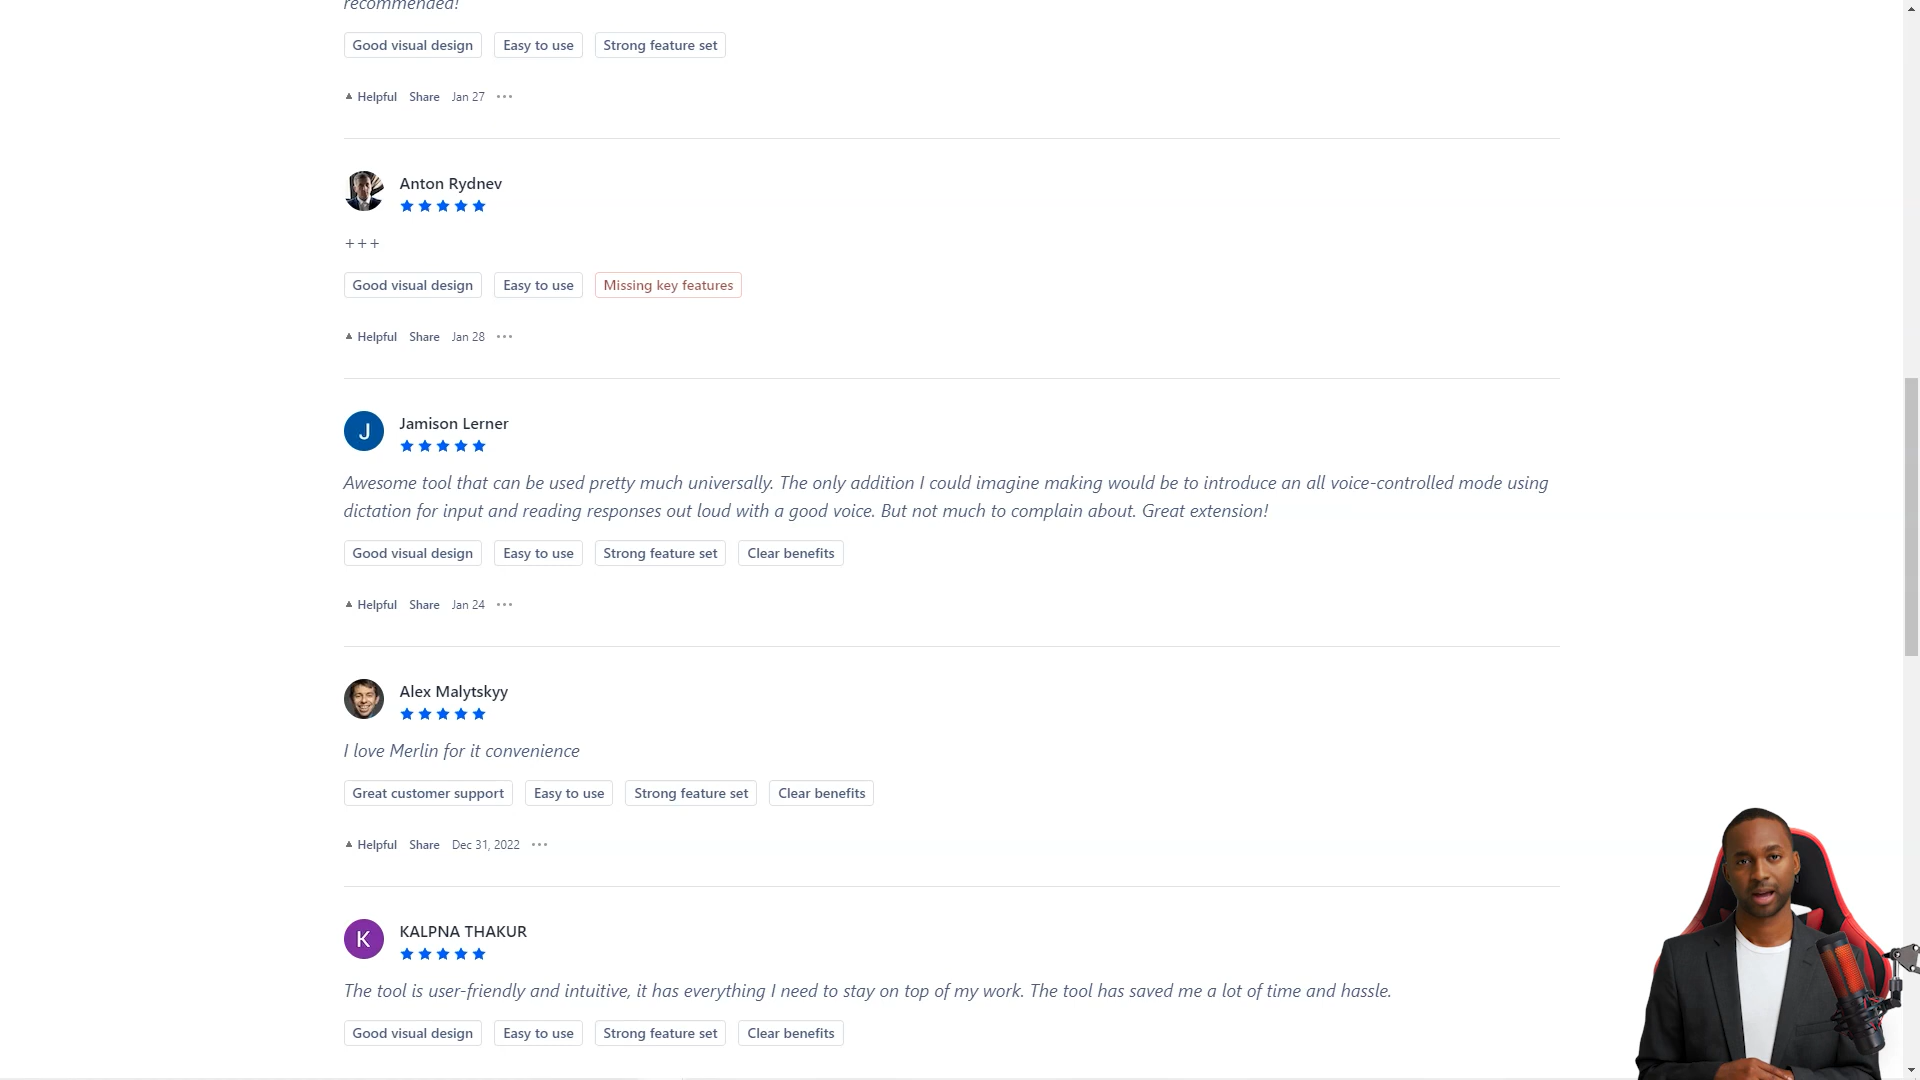 recommended!
Good visual design Easy to use Strong feature set
Helpful Share Jan 27
Anton Rydnev
+++
Good visual design Easy to use Missing key features
Helpful Share Jan 28
J
Jamison Lerner
Awesome tool that can be used pretty much universally. The only addition I could imagine making would be to introduce an all voice-controlled mode using
dictation for input and reading responses out loud with a good voice. But not much to complain about. Great extension!
Good visual design Easy to use Strong feature set Clear benefits
Helpful Share Jan 24
Alex Malytskyy
I love Merlin for it convenience
Great customer support Easy to use Strong feature set Clear benefits
Helpful Share Dec 31, 2022
K
KALPNA THAKUR
The tool is user-friendly and intuitive, it has everything I need to stay on top of my work. The tool has saved me a lot of time and hassle.
Good visual design Easy to use Strong feature set Clear benefits